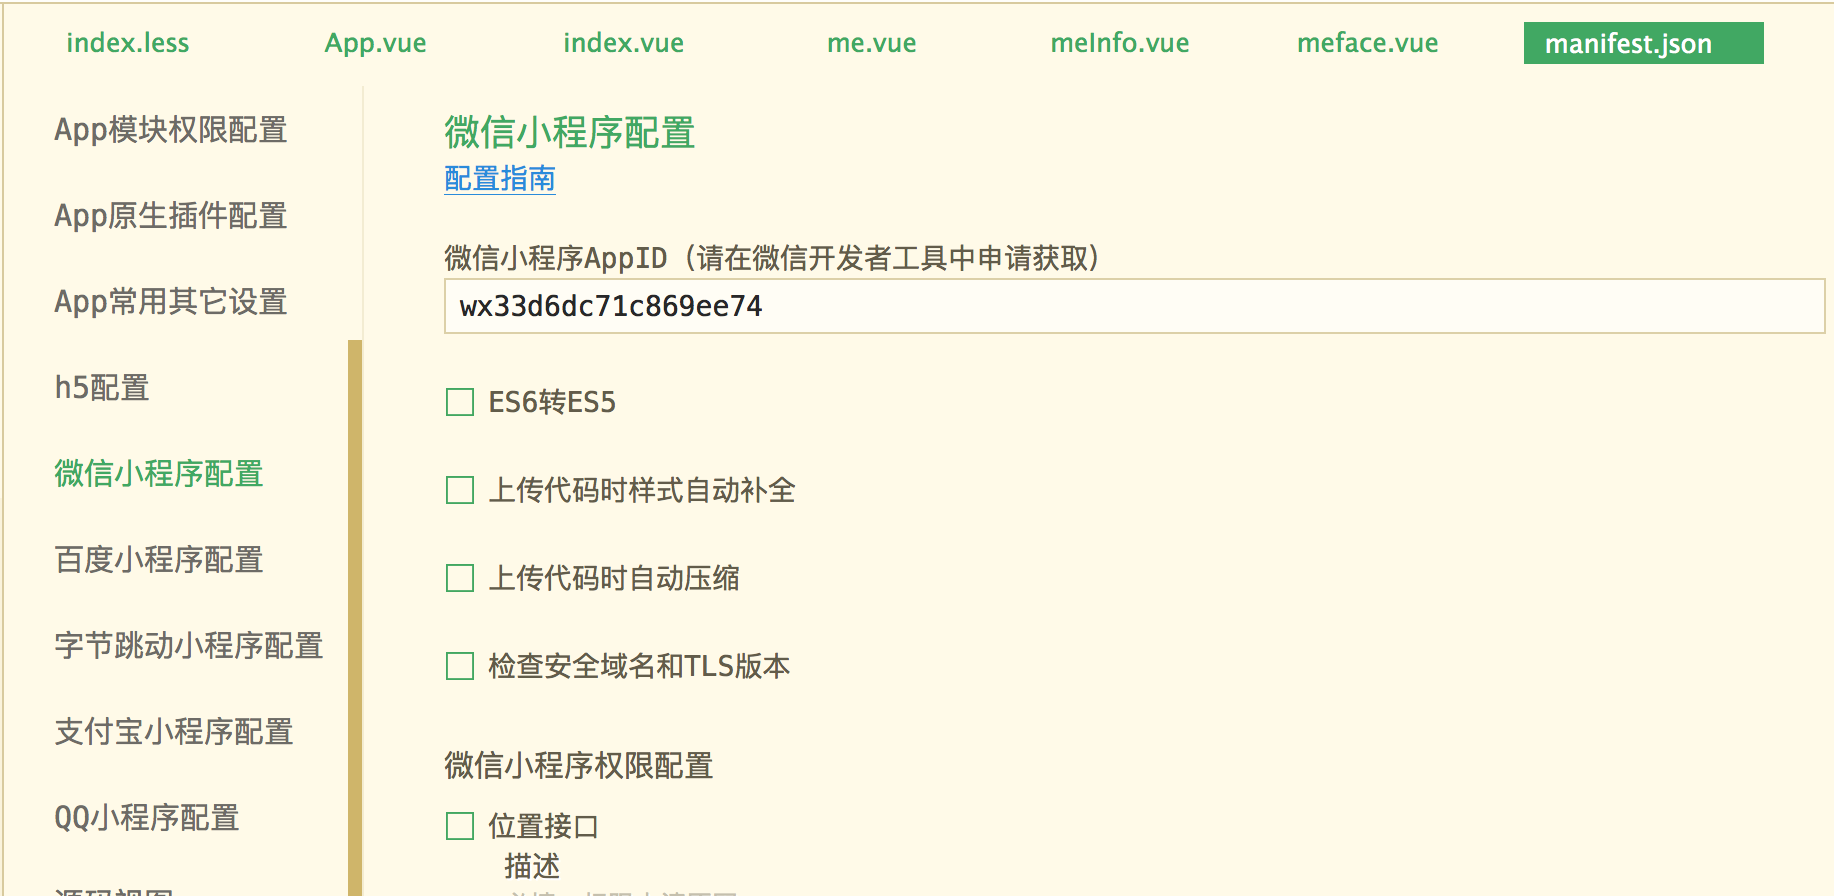 index.less App.vue index.vue me.vue meInfo.vue meface.vue manifest.json
App模块权限配置
App原生插件配置
App常用其它设置
h5配置
微信小程序配置
百度小程序配置
字节跳动小程序配置
支付宝小程序配置
QQ小程序配置
源码视图
微信小程序配置
配置指南
微信小程序AppID（请在微信开发者工具中申请获取）
wx33d6dc71c869ee74
ES6转ES5
上传代码时样式自动补全
上传代码时自动压缩
检查安全域名和TLS版本
微信小程序权限配置
位置接口
描述